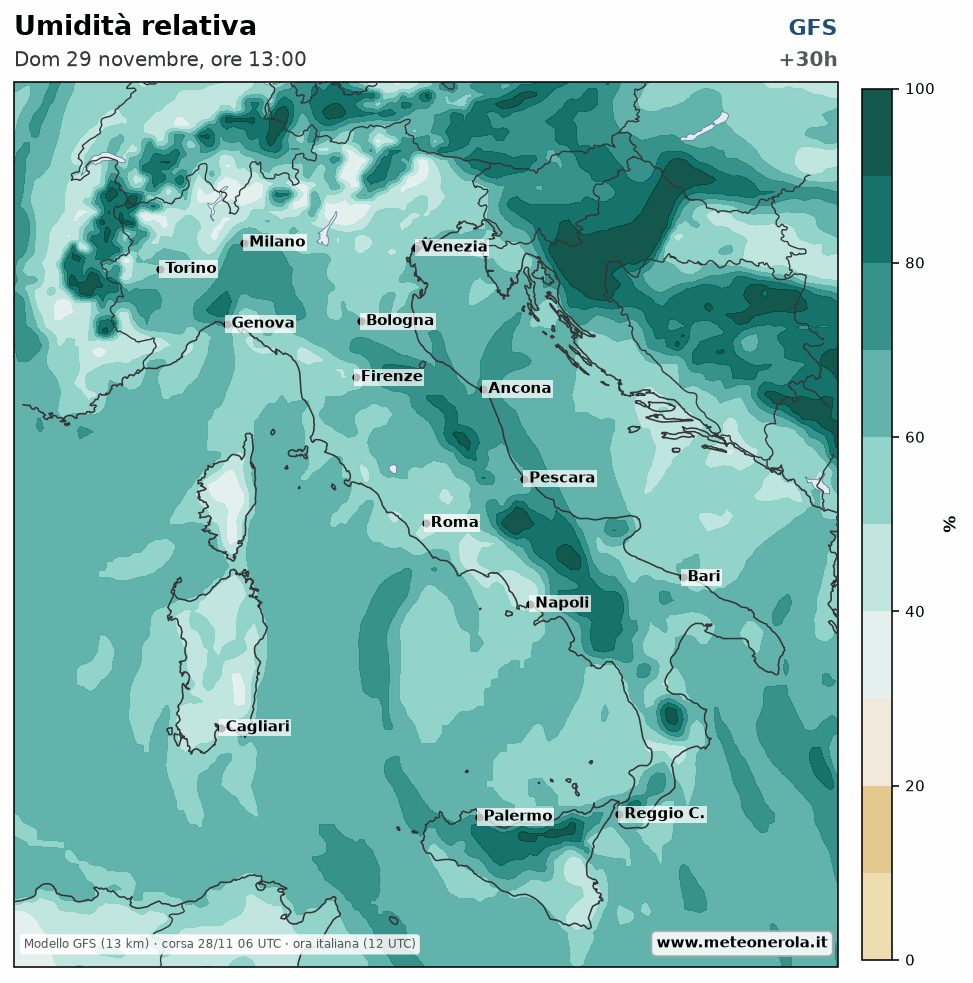 Umidità relativa
GFS
Dom 29 novembre, ore 13:00
+30h
100
80
60
40
20
0
%
Milano
Venezia
Torino
Genova
Bologna
Firenze
Ancona
Pescara
Roma
Bari
Napoli
Cagliari
Palermo
Reggio C.
Modello GFS (13 km) · corsa 28/11 06 UTC · ora italiana (12 UTC)
www.meteonerola.it